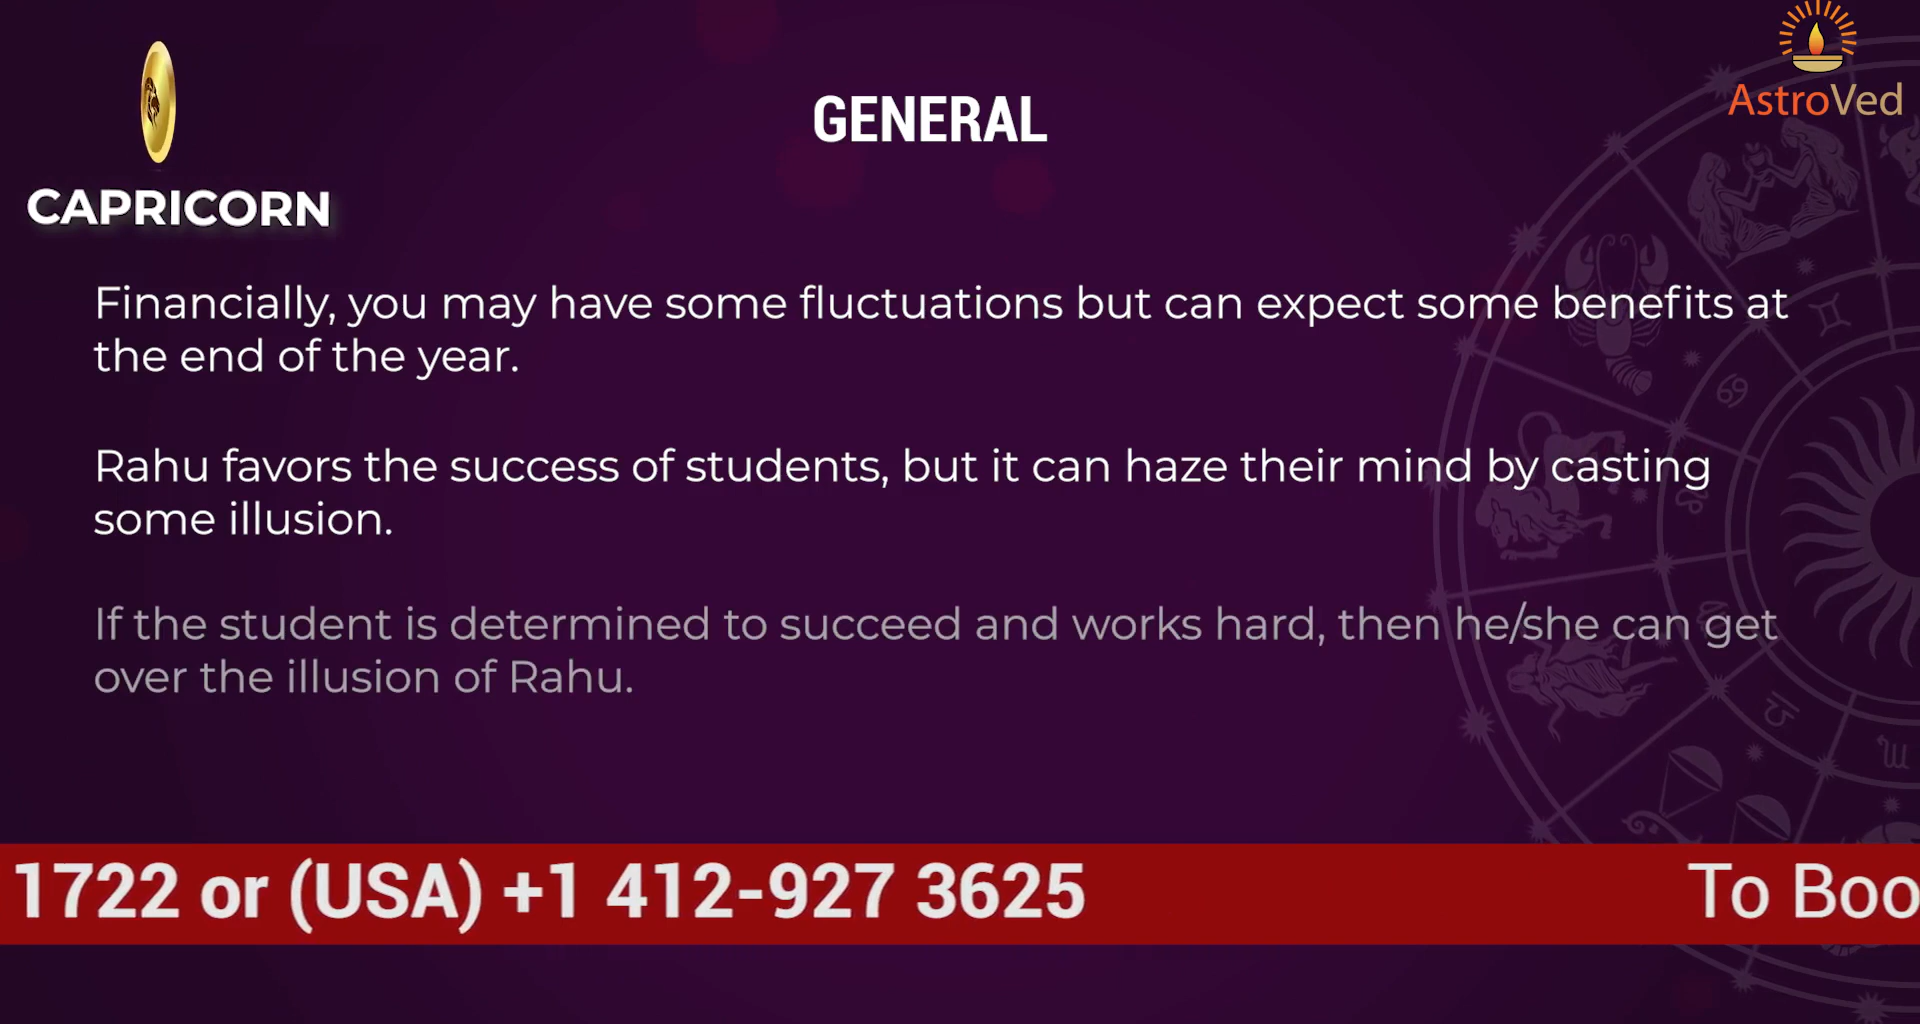 AstroVed
GENERAL
CAPRICORN
Financially, you may have some fluctuations but can expect some benefits at
the end of the year.
Rahu favors the success of students, but it can haze their mind by casting
some illusion.
If the student is determined to succeed and works hard, then he/she can get
over the illusion of Rahu.
1722 or (USA) +1 412-927 3625 To Boo